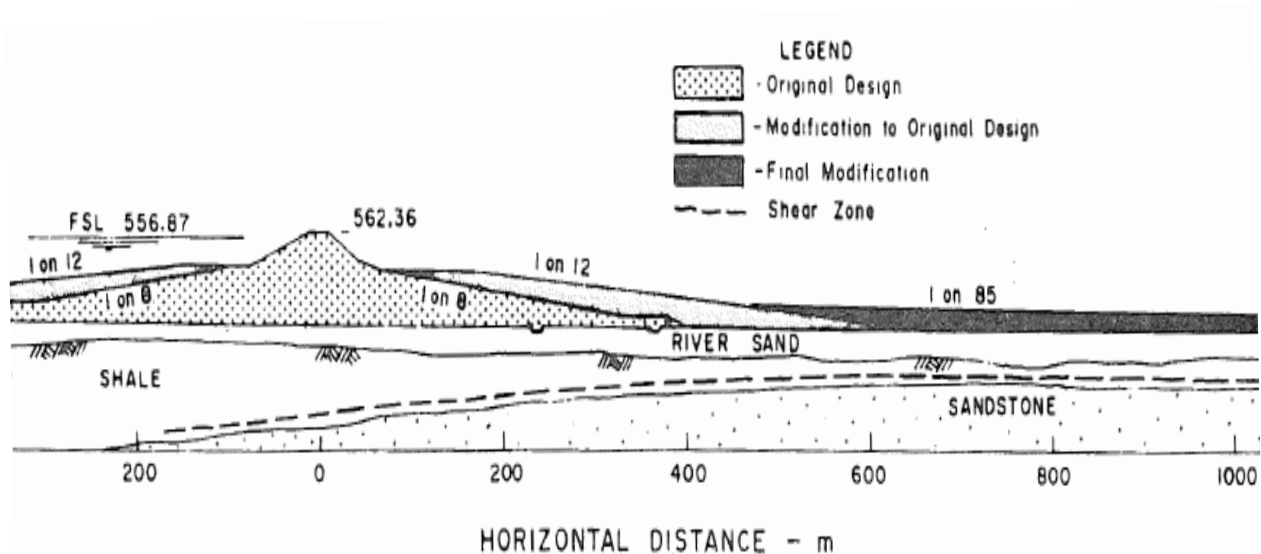 LEGEND
- Original Design
- Modification to Original Design
- Final Modification
Shear Zone
FSL 556.87
562.36
1 on 12
1 on 8
1 on 8
1 on 12
1 on 85
RIVER SAND
SHALE
SANDSTONE
200 0 200 400 600 800 1000
HORIZONTAL DISTANCE - m